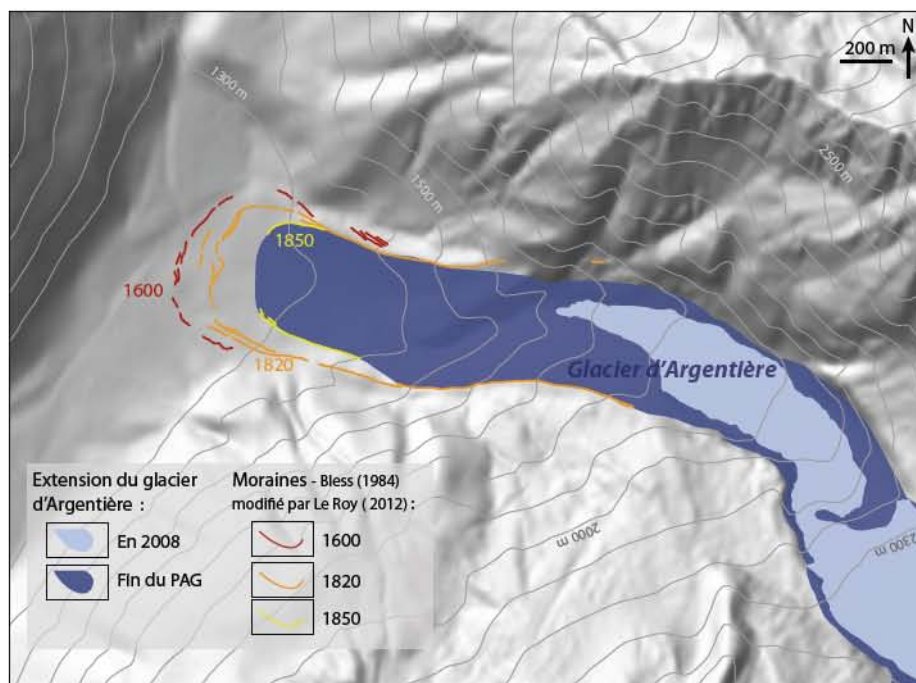 N
200 m
1300 m
2500 m
1500 m
1850
1600
1820
Glacier d'Argentière
2000 m
2300 m
Extension du glacier
d'Argentière :
En 2008
Fin du PAG
Moraines - Bless (1984)
modifié par Le Roy ( 2012) :
1600
1820
1850